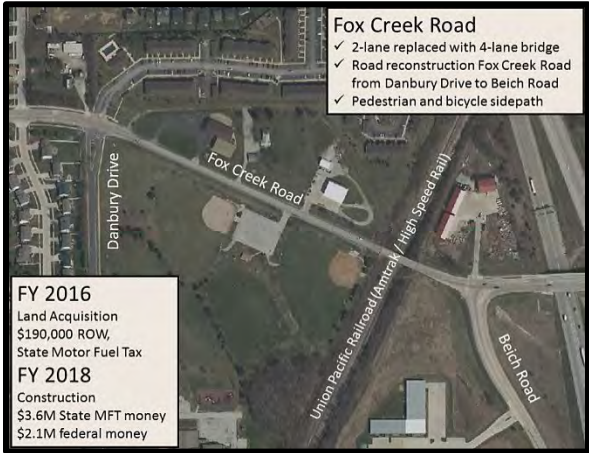 Fox Creek Road
✓ 2-lane replaced with 4-lane bridge
✓ Road reconstruction Fox Creek Road
from Danbury Drive to Beich Road
✓ Pedestrian and bicycle sidepath
Fox Creek Road
Danbury Drive
Union Pacific Railroad (Amtrak / High Speed Rail)
Beich Road
FY 2016
Land Acquisition
$190,000 ROW,
State Motor Fuel Tax
FY 2018
Construction
$3.6M State MFT money
$2.1M federal money